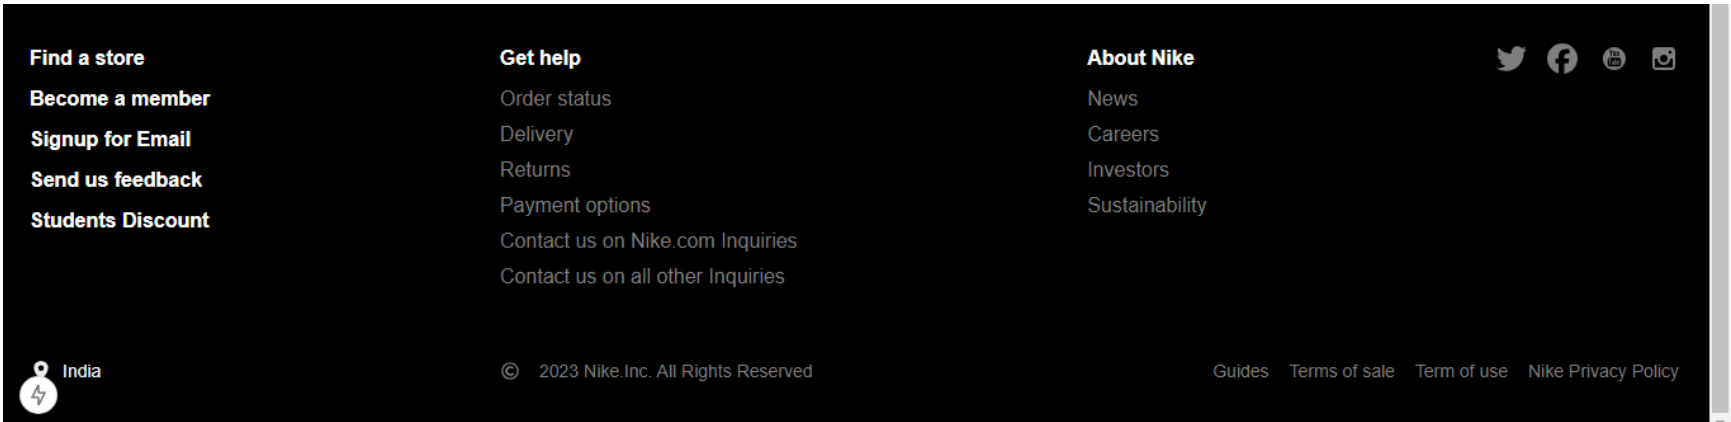 Find a store
Become a member
Signup for Email
Send us feedback
Students Discount
Get help
Order status
Delivery
Returns
Payment options
Contact us on Nike.com Inquiries
Contact us on all other Inquiries
About Nike
News
Careers
Investors
Sustainability
You Tube
India
© 2023 Nike.Inc. All Rights Reserved
Guides Terms of sale Term of use Nike Privacy Policy